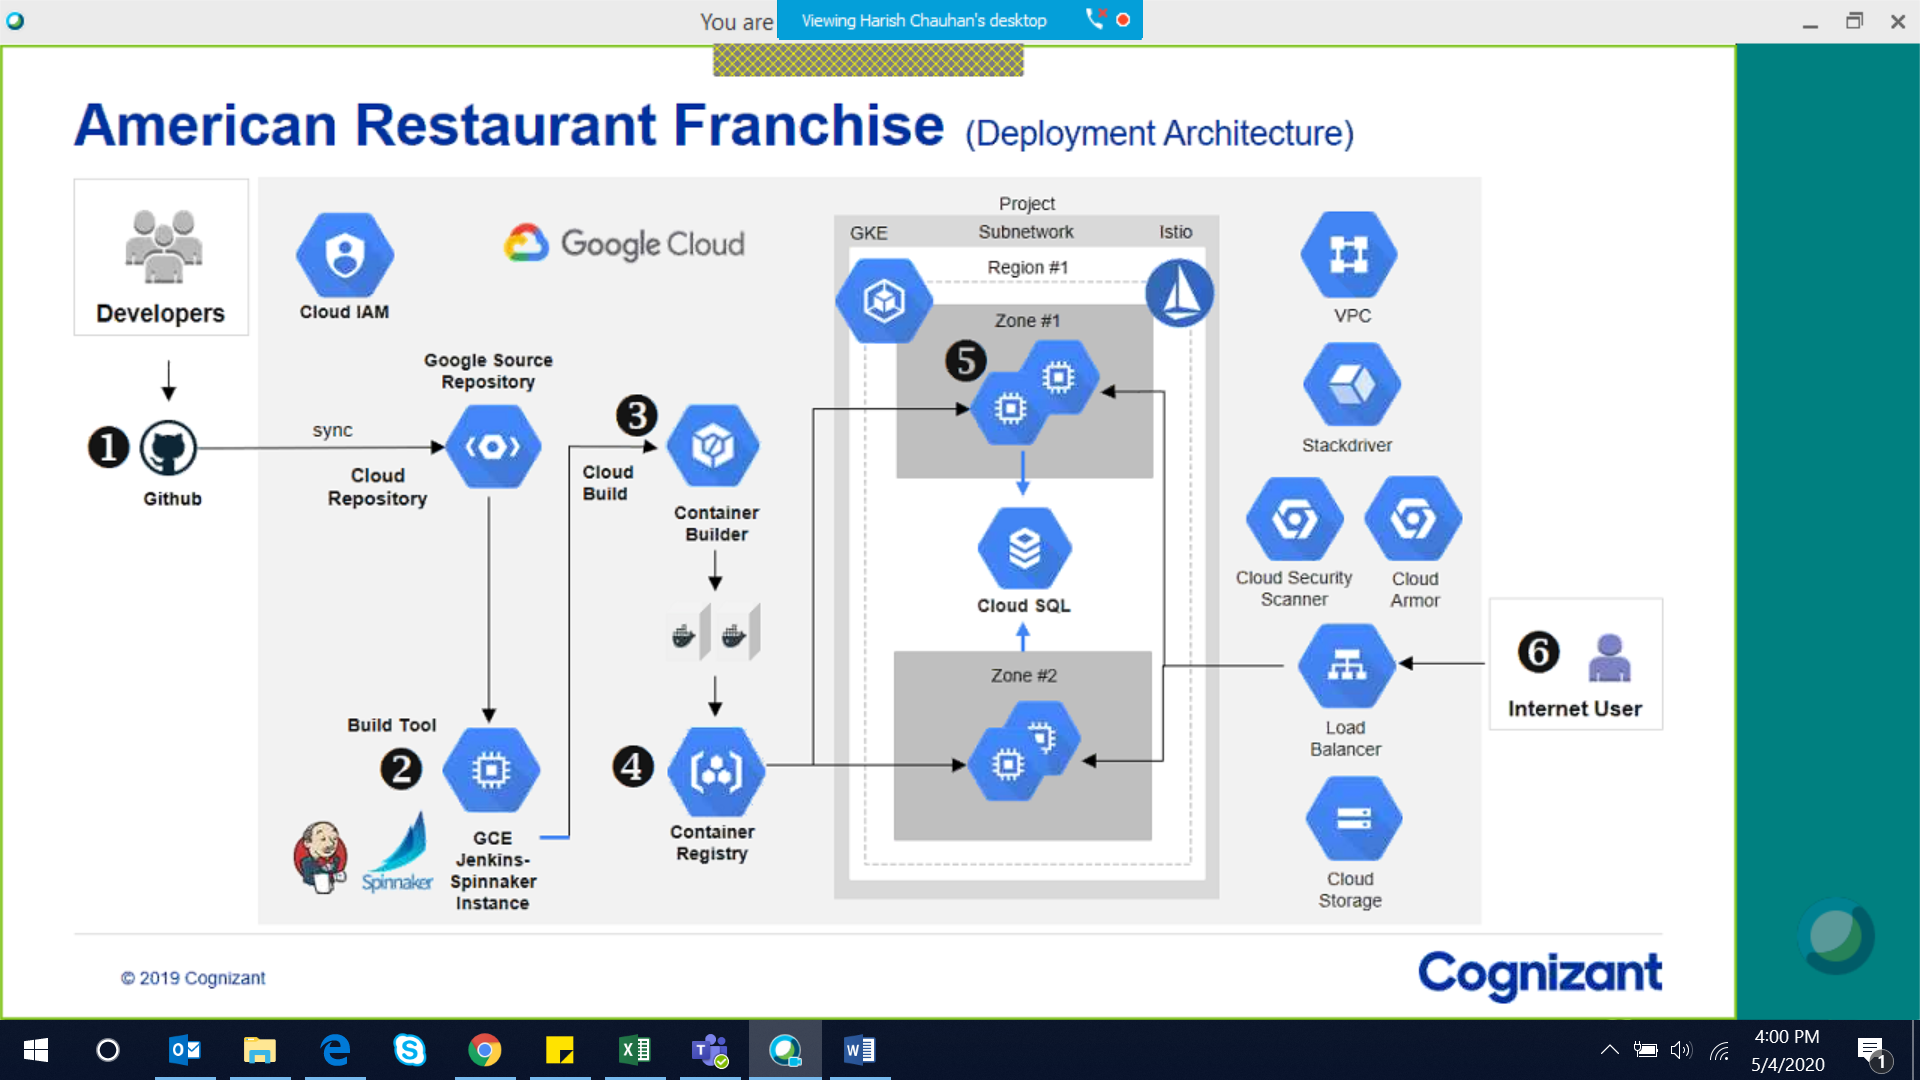 You are
Viewing Harish Chauhan's desktop
American Restaurant Franchise (Deployment Architecture)
Developers
Cloud IAM
Google Cloud
Project
GKE
Subnetwork
Istio
Region #1
Zone #1
VPC
Google Source
Repository
3
5
Stackdriver
1
sync
Github
Cloud
Repository
Cloud
Build
Container
Builder
Cloud SQL
Cloud Security
Scanner
Cloud
Armor
Zone #2
6
Internet User
Load
Balancer
Build Tool
2
4
Spinnaker
GCE
Jenkins-
Spinnaker
Instance
Container
Registry
Cloud
Storage
© 2019 Cognizant
Cognizant
4:00 PM
5/4/2020
1